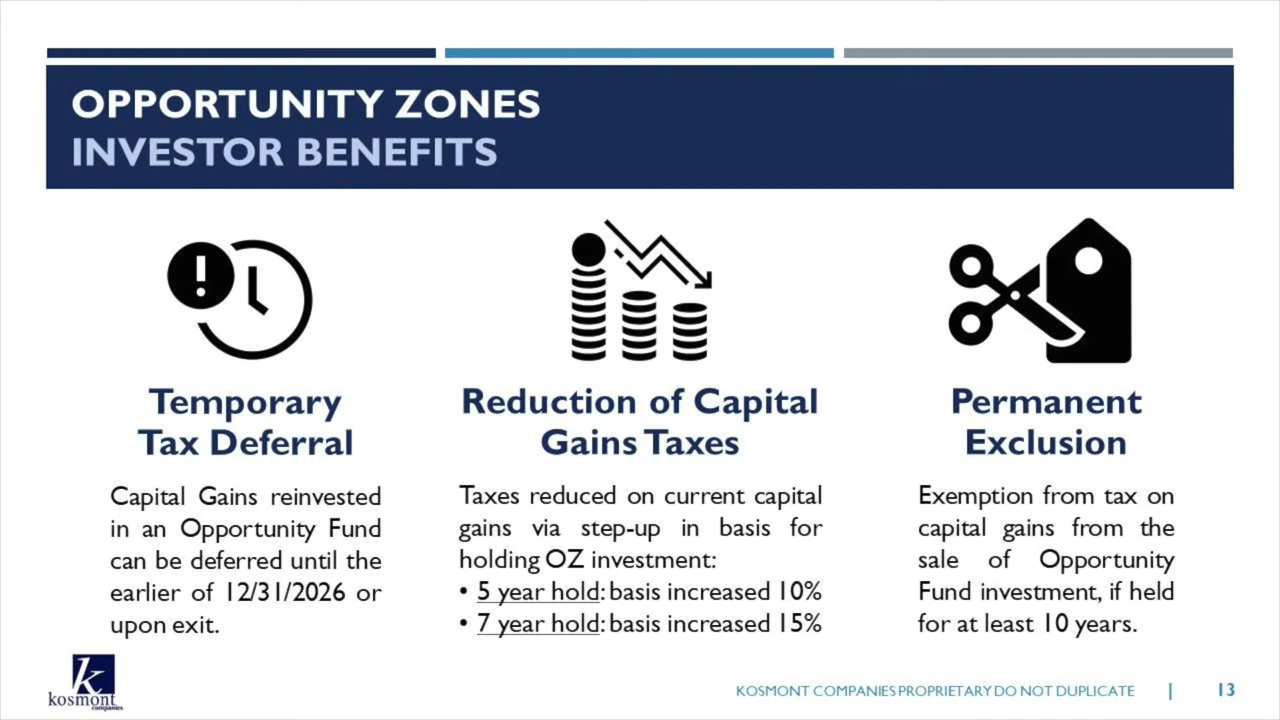 OPPORTUNITY ZONES
INVESTOR BENEFITS
!
Temporary
Tax Deferral
Capital Gains reinvested
in an Opportunity Fund
can be deferred until the
earlier of 12/31/2026 or
upon exit.
Reduction of Capital
Gains Taxes
Taxes reduced on current capital
gains via step-up in basis for
holding OZ investment:
• 5 year hold: basis increased 10%
• 7 year hold: basis increased 15%
Permanent
Exclusion
Exemption from tax on
capital gains from the
sale of Opportunity
Fund investment, if held
for at least 10 years.
k
kosmont
companies
KOSMONT COMPANIES PROPRIETARY DO NOT DUPLICATE | 13